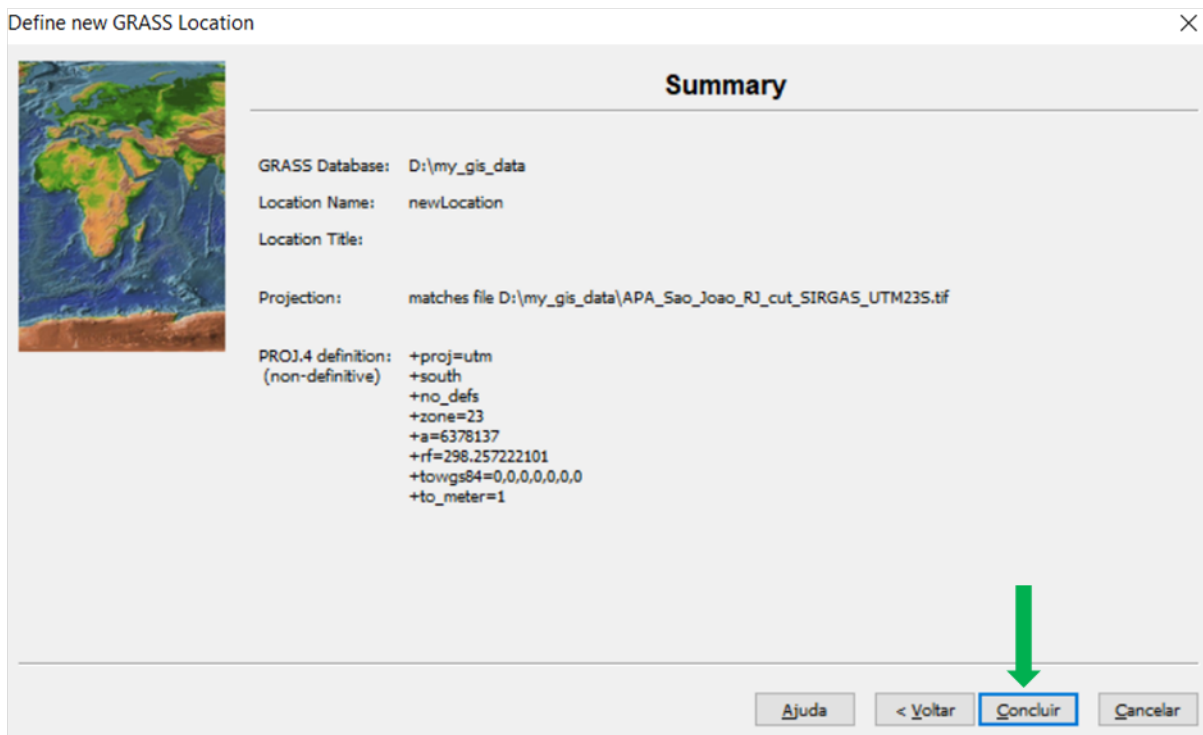 Define new GRASS Location
Summary
GRASS Database: D:\my_gis_data
Location Name: newLocation
Location Title:
Projection: matches file D:\my_gis_data\APA_Sao_Joao_RJ_cut_SIRGAS_UTM23S.tif
PROJ.4 definition: +proj=utm
(non-definitive) +south
+no_defs
+zone=23
+a=6378137
+rf=298.257222101
+towgs84=0,0,0,0,0,0,0
+to_meter=1
Ajuda < Voltar Concluir Cancelar